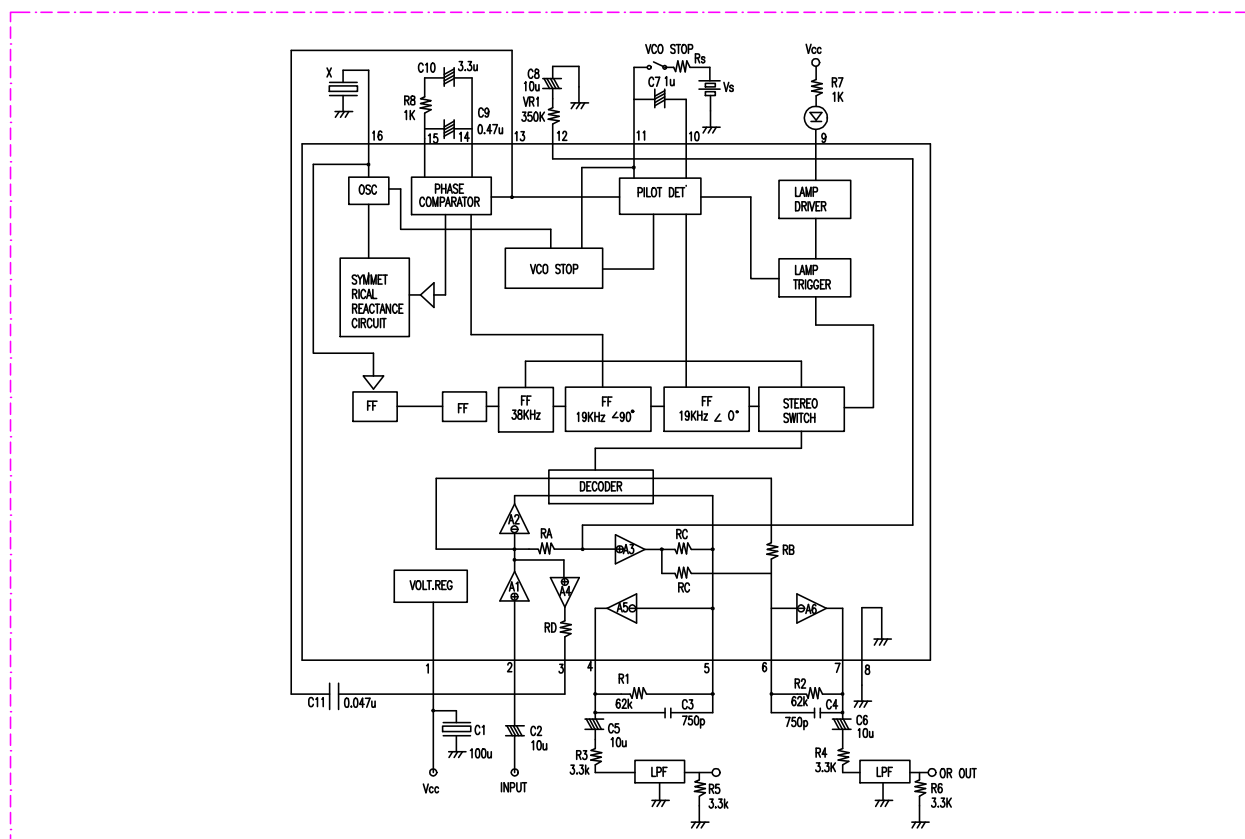 VCO STOP
Rs
Vcc
X
C10
3.3u
C8
10u
C7 1u
Vs
R7
1K
R8
1K
C9
0.47u
VR1
350K
16
15
14
13
12
11
10
9
OSC
PHASE
COMPARATOR
PILOT DET
LAMP
DRIVER
VCO STOP
LAMP
TRIGGER
SYMMET
RICAL
REACTANCE
CIRCUIT
FF
FF
FF
38KHz
FF
19KHz ∠90°
FF
19KHz ∠ 0°
STEREO
SWITCH
DECODER
A2
RA
A3
RC
RC
RB
VOLT.REG
A1
A4
A5
A6
RD
1
2
3
4
5
6
7
8
C11
0.047u
R1
62k
C3
750p
R2
62k
C4
750p
C1
100u
C2
10u
C5
10u
C6
10u
R3
3.3k
LPF
R5
3.3k
R4
3.3K
LPF
OR OUT
R6
3.3K
Vcc
INPUT